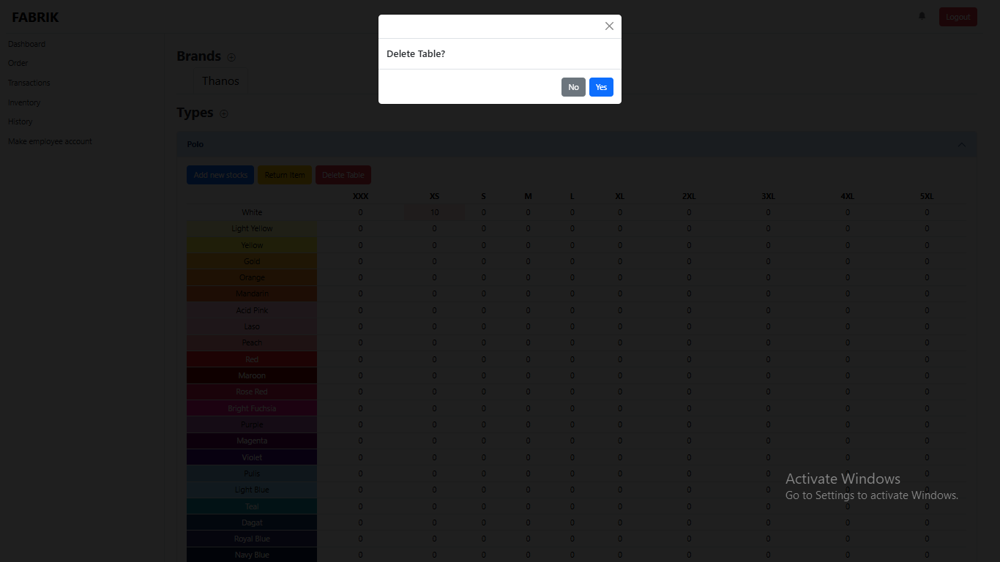 FABRIK
Logout
Delete Table?
No Yes
Dashboard
Order
Transactions
Inventory
History
Make employee account
Brands
Thanos
Types
Polo
Add new stocks Return Item Delete Table
XXX XS S M L XL 2XL 3XL 4XL 5XL
White 0 10 0 0 0 0 0 0 0 0
Light Yellow 0 0 0 0 0 0 0 0 0 0
Yellow 0 0 0 0 0 0 0 0 0 0
Gold 0 0 0 0 0 0 0 0 0 0
Orange 0 0 0 0 0 0 0 0 0 0
Mandarin 0 0 0 0 0 0 0 0 0 0
Acid Pink 0 0 0 0 0 0 0 0 0 0
Laso 0 0 0 0 0 0 0 0 0 0
Peach 0 0 0 0 0 0 0 0 0 0
Red 0 0 0 0 0 0 0 0 0 0
Maroon 0 0 0 0 0 0 0 0 0 0
Rose Red 0 0 0 0 0 0 0 0 0 0
Bright Fuchsia 0 0 0 0 0 0 0 0 0 0
Purple 0 0 0 0 0 0 0 0 0 0
Magenta 0 0 0 0 0 0 0 0 0 0
Violet 0 0 0 0 0 0 0 0 0 0
Pulis 0 0 0 0 0 0 0 0 0 0
Light Blue 0 0 0 0 0 0 0 0 0 0
Teal 0 0 0 0 0 0 0 0 0 0
Dagat 0 0 0 0 0 0 0 0 0 0
Royal Blue 0 0 0 0 0 0 0 0 0 0
Navy Blue 0 0 0 0 0 0 0 0 0 0
Activate Windows
Go to Settings to activate Windows.